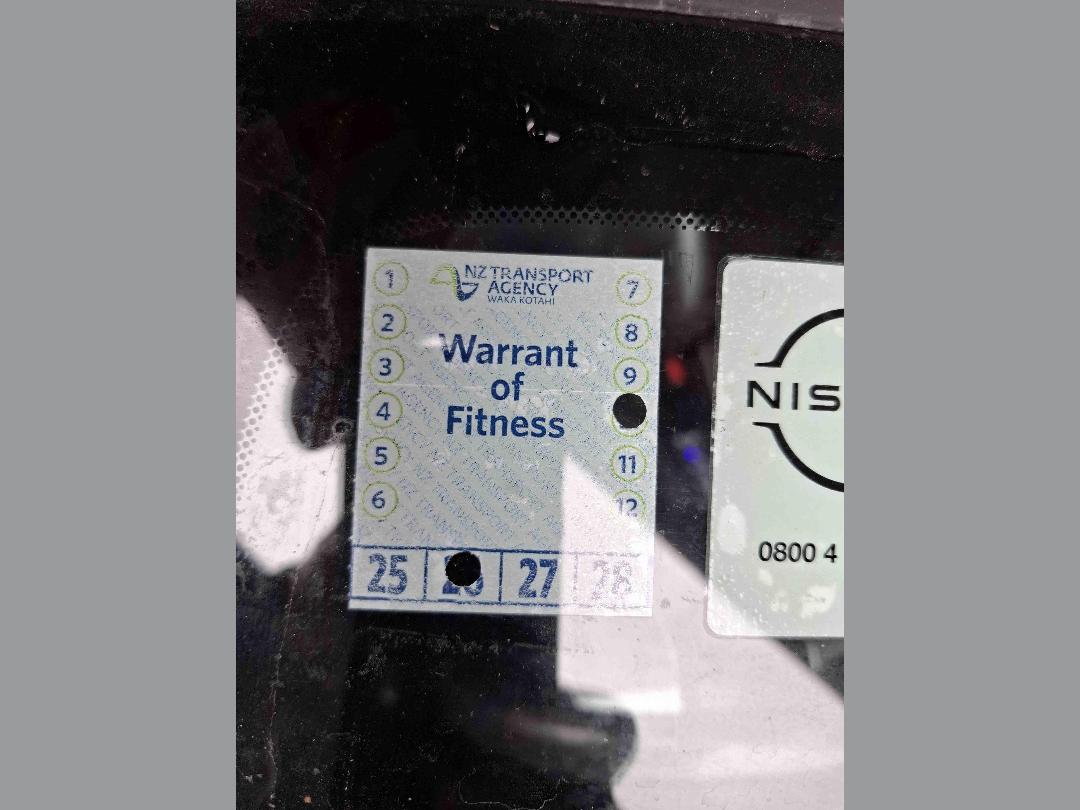 NZ TRANSPORT
AGENCY
WAKA KOTAHI
Warrant
of
Fitness
1
2
3
4
5
6
7
8
9
11
12
25 26 27 28
NIS
0800 4